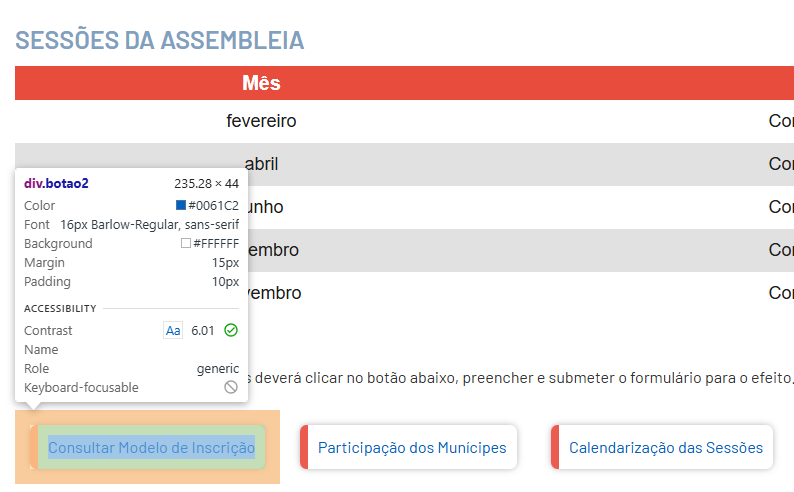 SESSÕES DA ASSEMBLEIA
Mês
fevereiro Cor
abril Cor
unho Cor
embro Cor
vembro Cor
div.botao2 235.28 × 44
Color #0061C2
Font 16px Barlow-Regular, sans-serif
Background #FFFFFF
Margin 15px
Padding 10px
ACCESSIBILITY
Contrast Aa 6.01
Name
Role generic
Keyboard-focusable
s deverá clicar no botão abaixo, preencher e submeter o formulário para o efeito.
Consultar Modelo de Inscrição Participação dos Munícipes Calendarização das Sessões